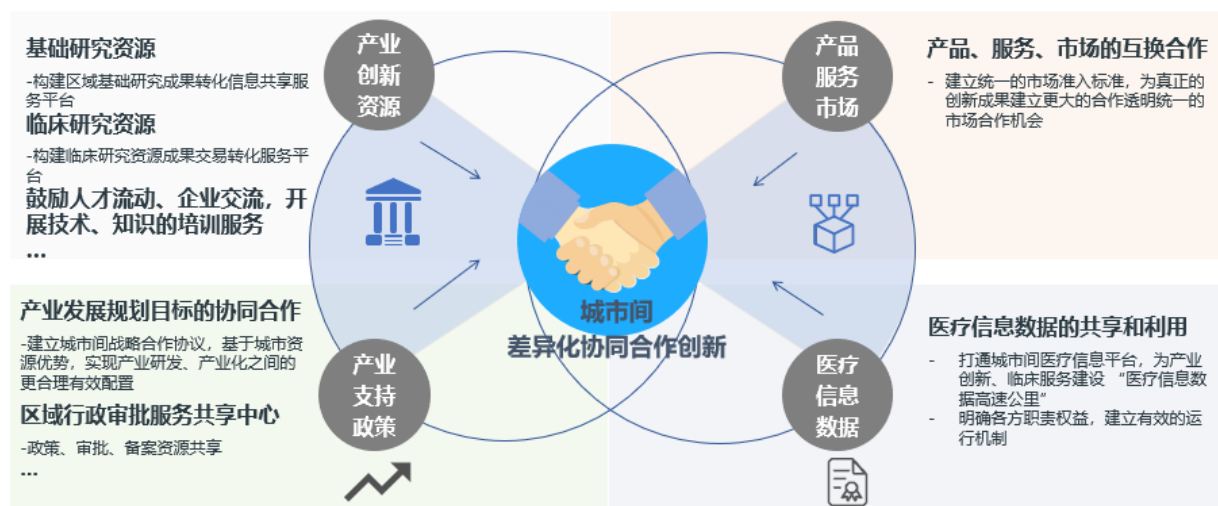 基础研究资源
-构建区域基础研究成果转化信息共享服
务平台
临床研究资源
-构建临床研究资源成果交易转化服务平
台
鼓励人才流动、企业交流，开
展技术、知识的培训服务
...
产业
创新
资源
产品
服务
市场
产品、服务、市场的互换合作
- 建立统一的市场准入标准，为真正的
创新成果建立更大的合作透明统一的
市场合作机会
城市间
差异化协同合作创新
产业发展规划目标的协同合作
-建立城市间战略合作协议，基于城市资
源优势，实现产业研发、产业化之间的
更合理有效配置
区域行政审批服务共享中心
-政策、审批、备案资源共享
...
产业
支持
政策
医疗
信息
数据
医疗信息数据的共享和利用
- 打通城市间医疗信息平台，为产业
创新、临床服务建设 “医疗信息数
据高速公里”
- 明确各方职责权益，建立有效的运
行机制